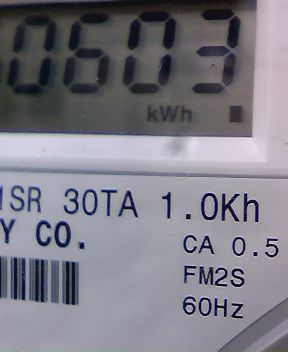 0603
kWh
1SR 30TA 1.0Kh
Y CO.
CA 0.5
FM2S
60Hz